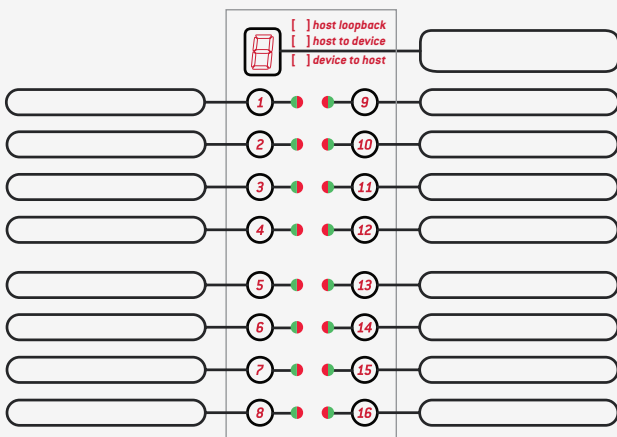 [ ] host loopback
[ ] host to device
[ ] device to host
1 9
2 10
3 11
4 12
5 13
6 14
7 15
8 16